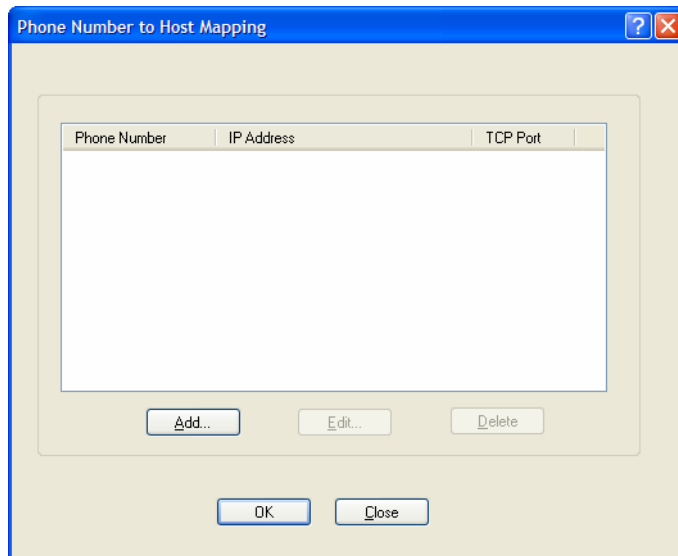 Phone Number to Host Mapping
Phone Number IP Address TCP Port
Add... Edit... Delete
OK Close